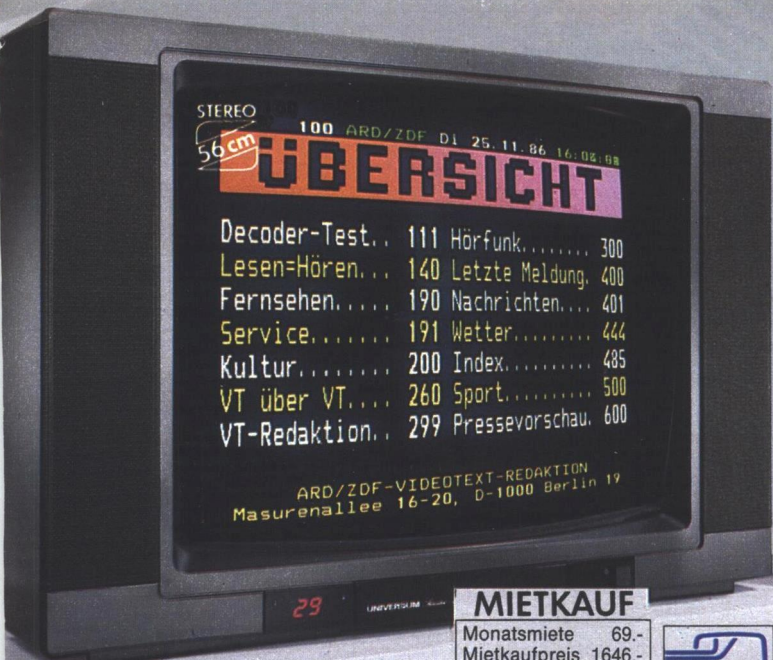 STEREO
56 cm
100 ARD/ZDF Di 25.11.86 16:08:08
ÜBERSICHT
Decoder-Test.. 111 Hörfunk........ 300
Lesen=Hören... 140 Letzte Meldung. 400
Fernsehen..... 190 Nachrichten.... 401
Service....... 191 Wetter......... 444
Kultur........ 200 Index.......... 485
VT über VT.... 260 Sport.......... 500
VT-Redaktion.. 299 Pressevorschau. 600
ARD/ZDF-VIDEOTEXT-REDAKTION
Masurenallee 16-20, D-1000 Berlin 19
29
UNIVERSUM
MIETKAUF
Monatsmiete 69.-
Mietkaufpreis 1646.-